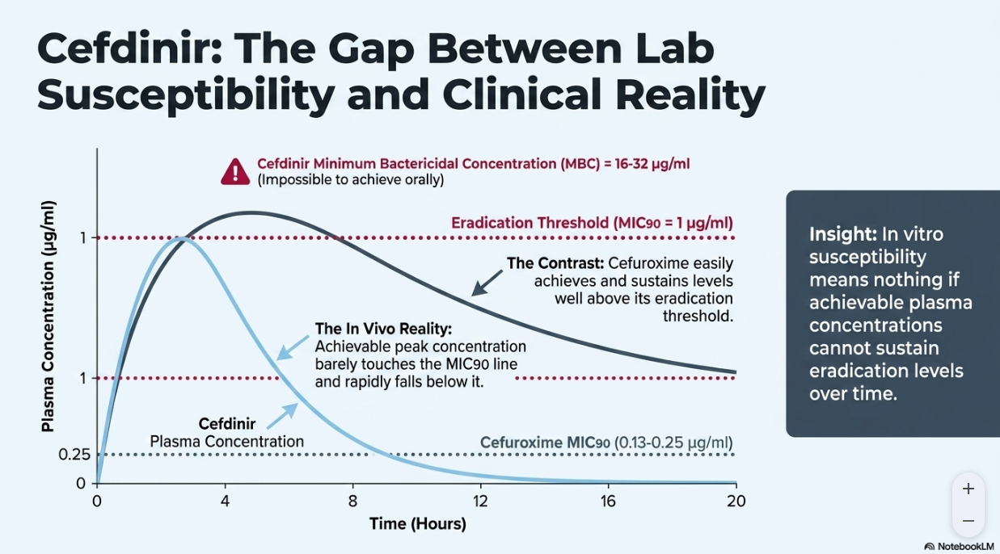 Cefdinir: The Gap Between Lab
Susceptibility and Clinical Reality
Cefdinir Minimum Bactericidal Concentration (MBC) = 16-32 µg/ml
(Impossible to achieve orally)
Eradication Threshold (MIC90 = 1 µg/ml)
The Contrast: Cefuroxime easily
achieves and sustains levels
well above its eradication
threshold.
The In Vivo Reality:
Achievable peak concentration
barely touches the MIC90 line
and rapidly falls below it.
Cefdinir
Plasma Concentration
Cefuroxime MIC90 (0.13-0.25 µg/ml)
Plasma Concentration (µg/ml)
1
1
0.25
0
0 4 8 12 16 20
Time (Hours)
Insight: In vitro
susceptibility
means nothing if
achievable plasma
concentrations
cannot sustain
eradication levels
over time.
+
−
NotebookLM